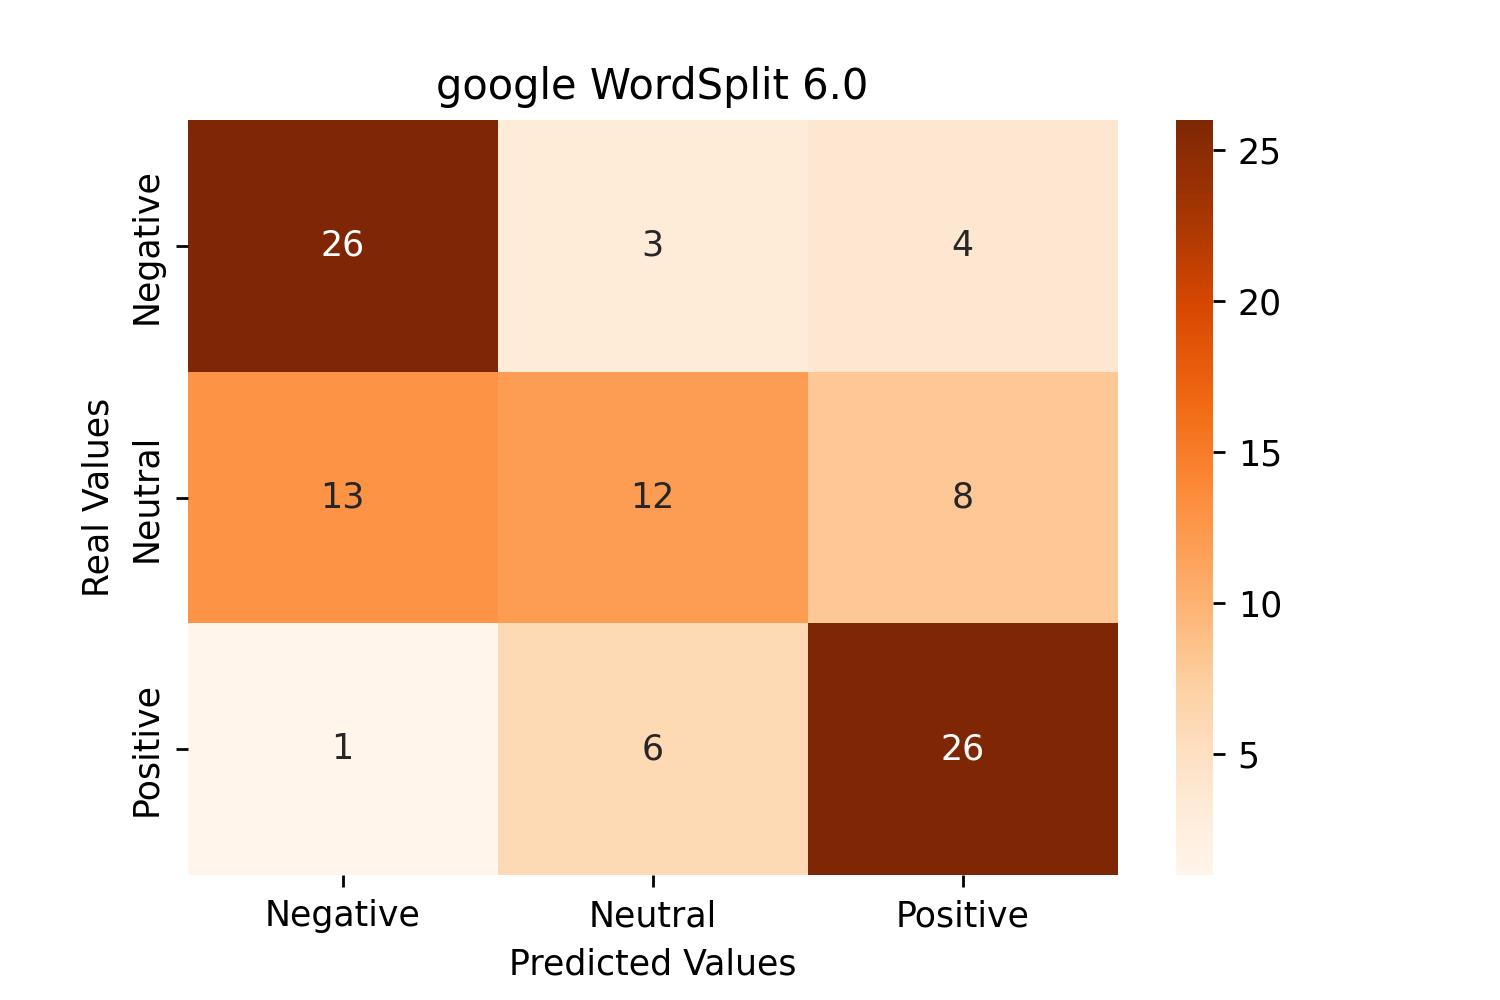 google WordSplit 6.0
Real Values
Negative
26 3 4
Neutral
13 12 8
Positive
1 6 26
Negative Neutral Positive
Predicted Values
25
20
15
10
5